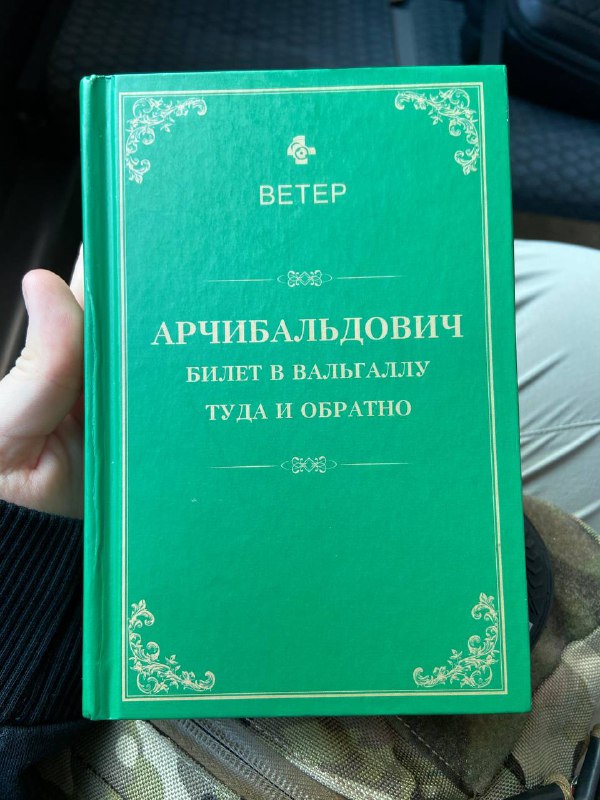 ВЕТЕР
АРЧИБАЛЬДОВИЧ
БИЛЕТ В ВАЛЬГАЛЛУ
ТУДА И ОБРАТНО